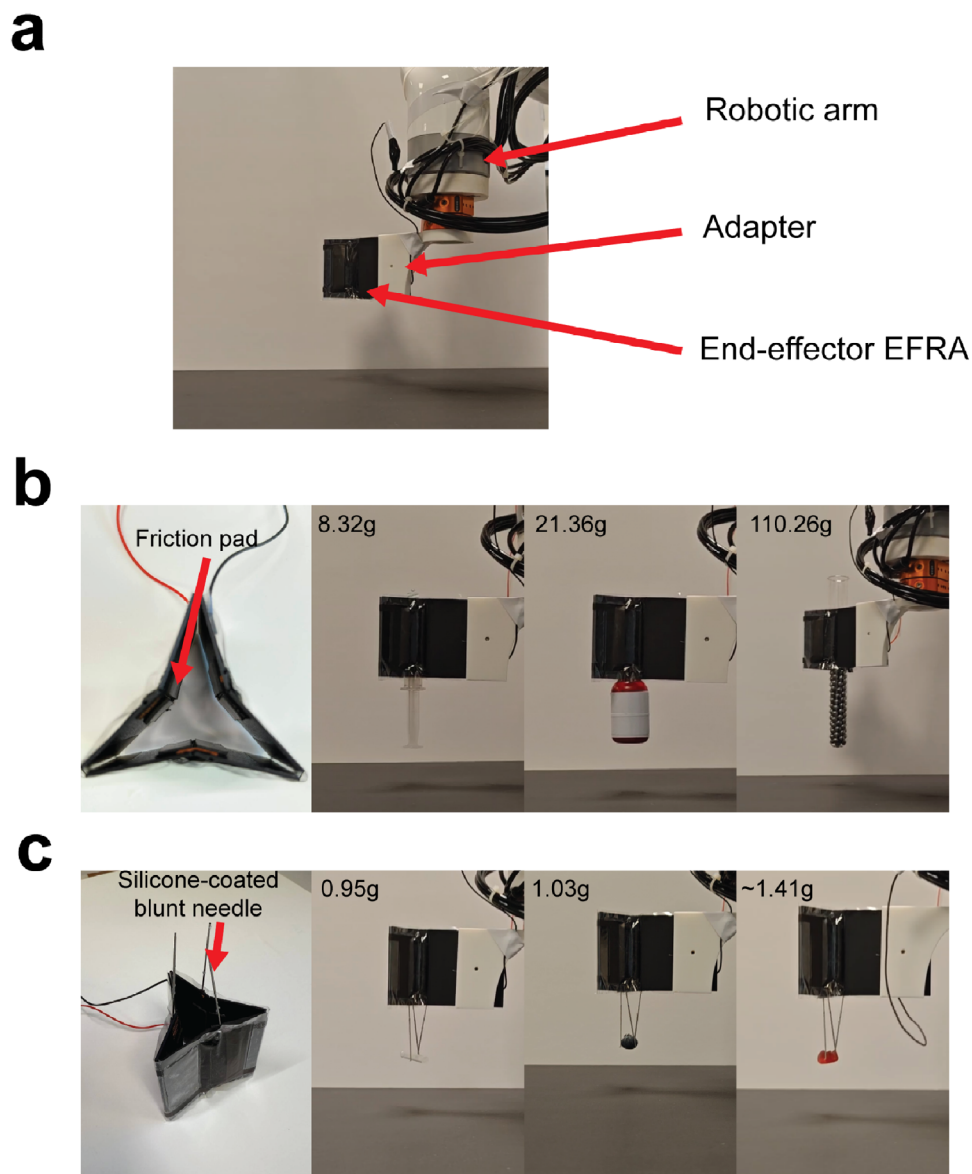 a
Robotic arm
Adapter
End-effector EFRA
b
Friction pad
8.32g
21.36g
110.26g
c
Silicone-coated
blunt needle
0.95g
1.03g
~1.41g